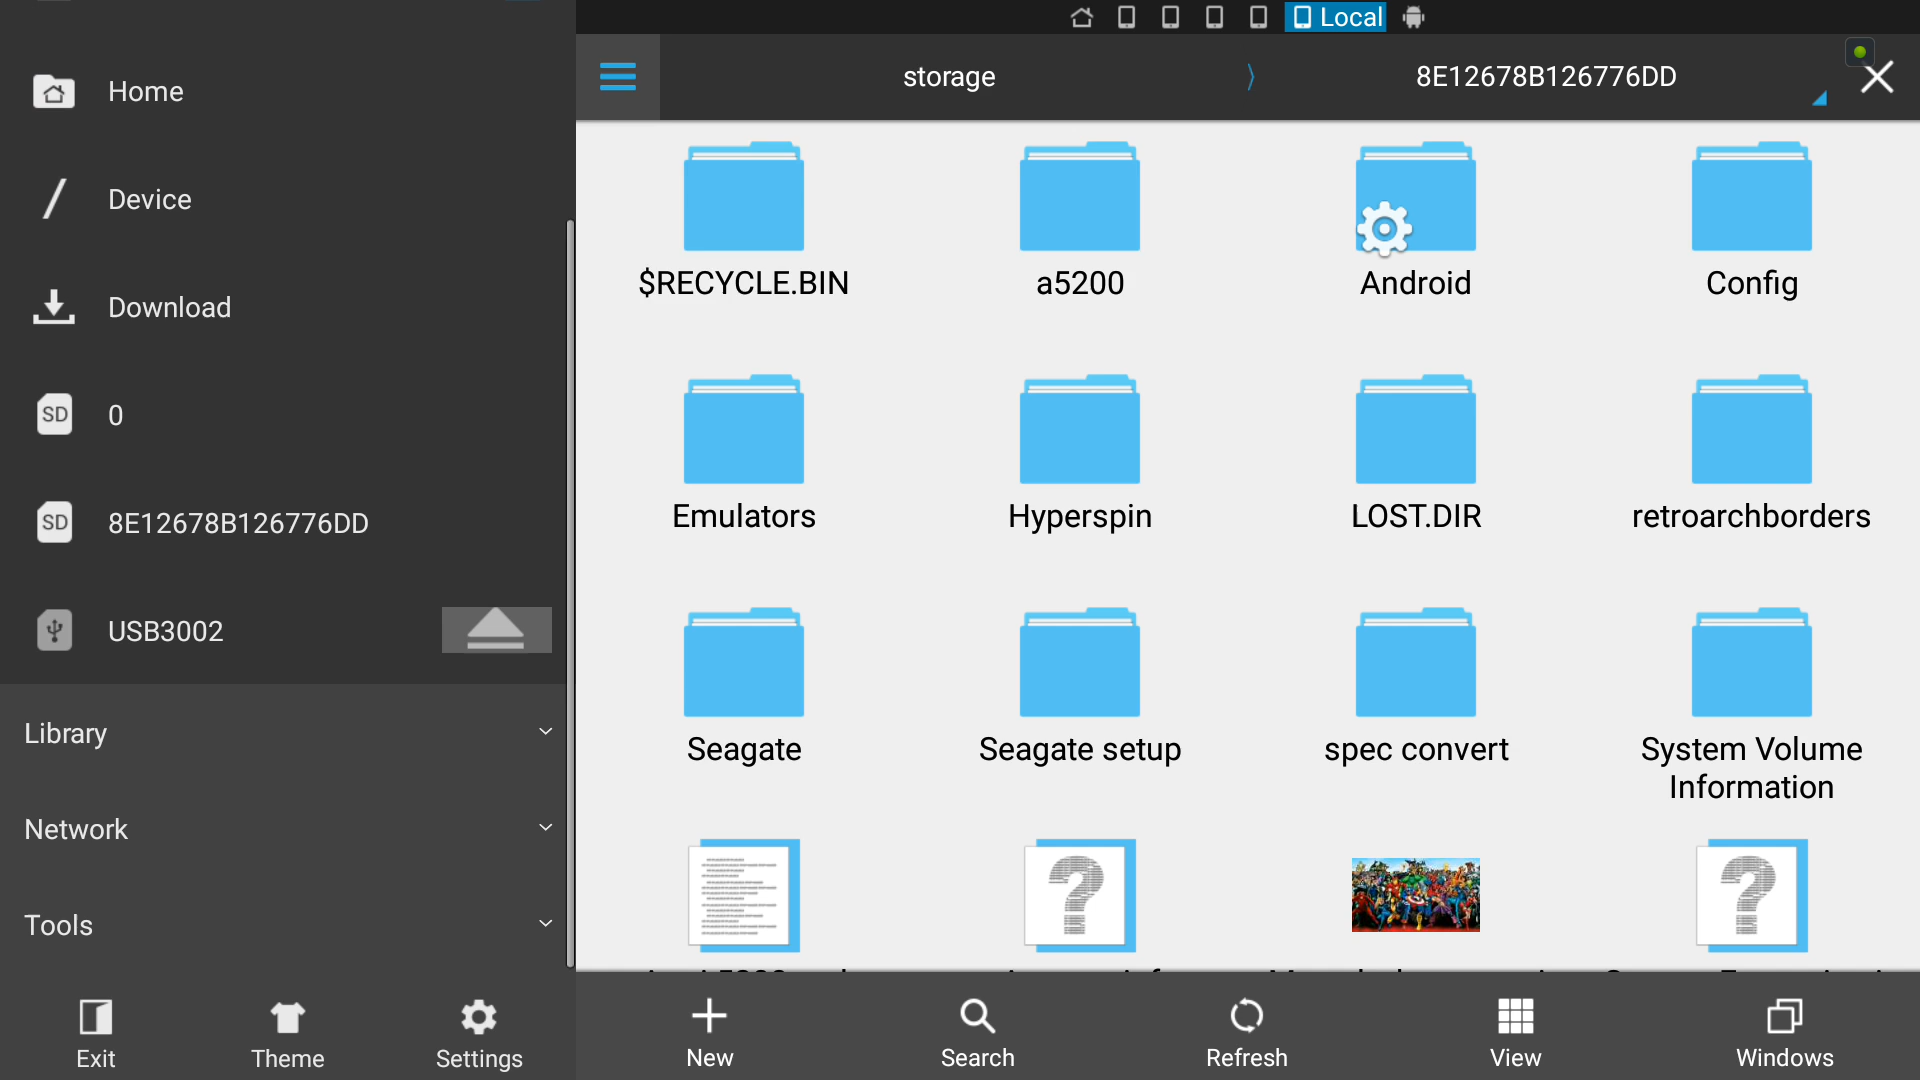 Local
storage
8E12678B126776DD
Home
Device
Download
SD
0
SD
8E12678B126776DD
USB3002
Library
Network
Tools
Exit
Theme
Settings
$RECYCLE.BIN
a5200
Android
Config
Emulators
Hyperspin
LOST.DIR
retroarchborders
Seagate
Seagate setup
spec convert
System Volume
Information
New
Search
Refresh
View
Windows